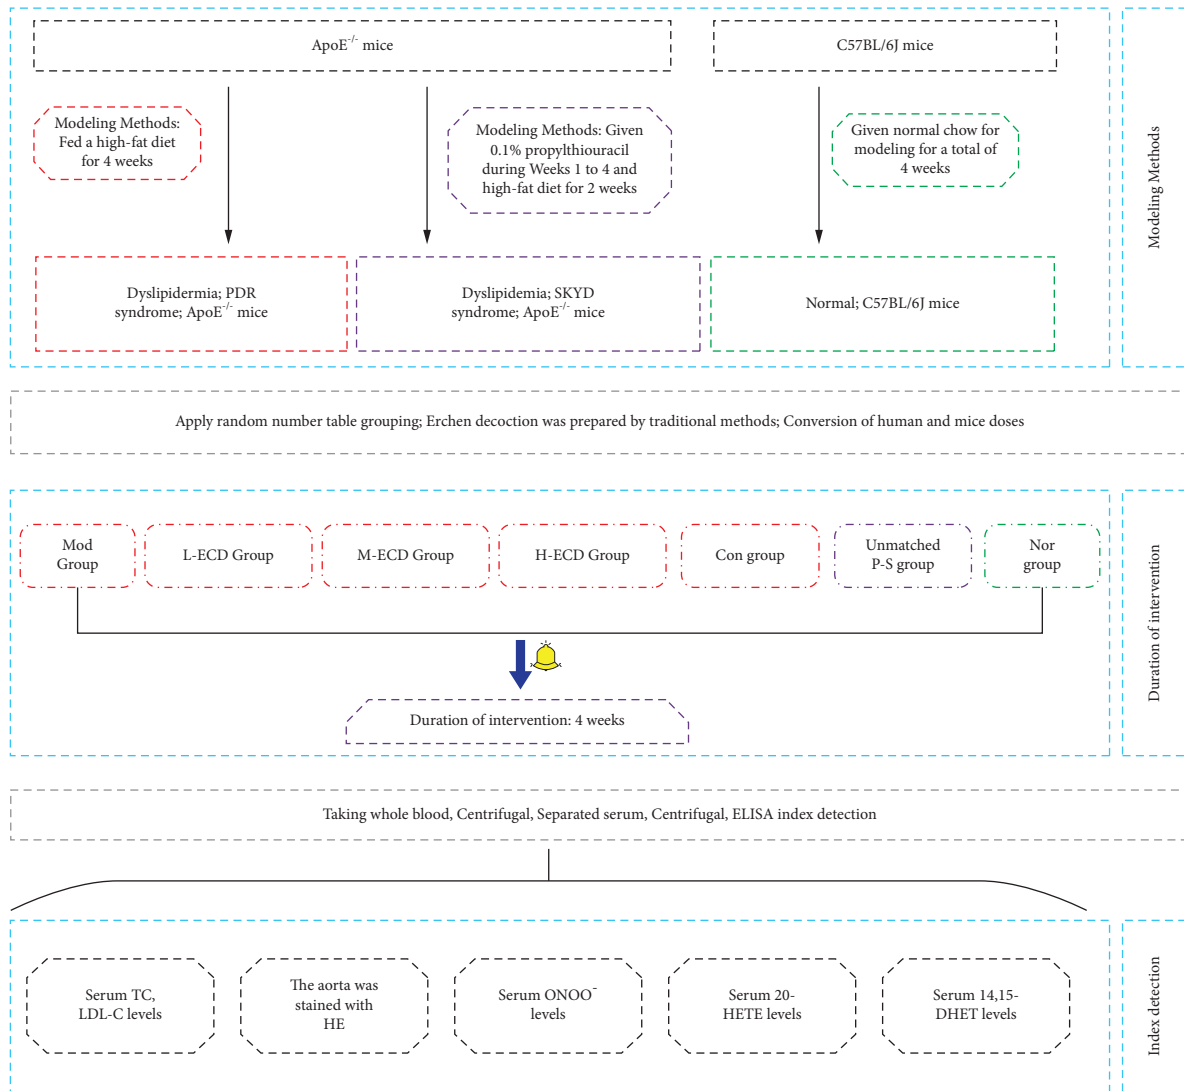 ApoE-/- mice
C57BL/6J mice
Modeling Methods:
Fed a high-fat diet
for 4 weeks
Modeling Methods: Given
0.1% propylthiouracil
during Weeks 1 to 4 and
high-fat diet for 2 weeks
Given normal chow for
modeling for a total of
4 weeks
Dyslipidermia; PDR
syndrome; ApoE-/- mice
Dyslipidemia; SKYD
syndrome; ApoE-/- mice
Normal; C57BL/6J mice
Modeling Methods
Apply random number table grouping; Erchen decoction was prepared by traditional methods; Conversion of human and mice doses
Mod
Group
L-ECD Group
M-ECD Group
H-ECD Group
Con group
Unmatched
P-S group
Nor
group
Duration of intervention: 4 weeks
Duration of intervention
Taking whole blood, Centrifugal, Separated serum, Centrifugal, ELISA index detection
Serum TC,
LDL-C levels
The aorta was
stained with
HE
Serum ONOO-
levels
Serum 20-
HETE levels
Serum 14,15-
DHET levels
Index detection